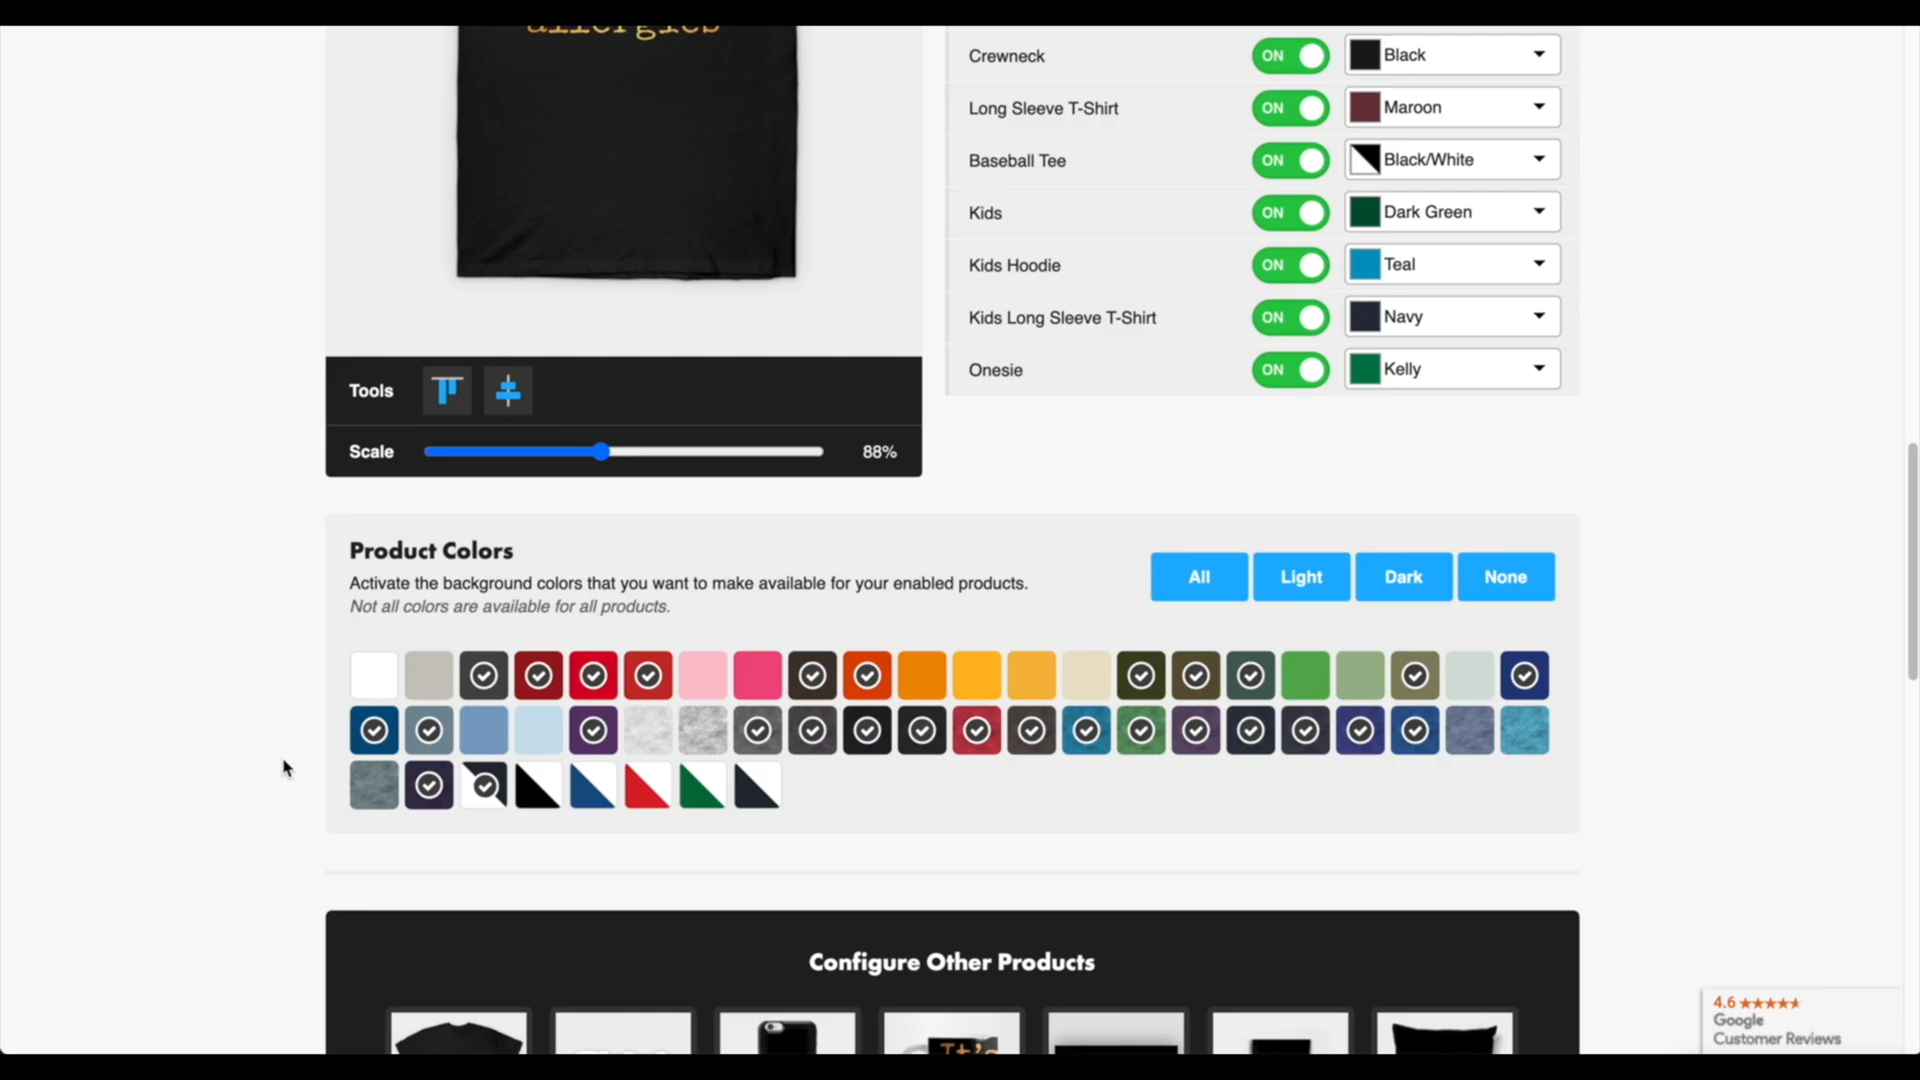 allergies
Crewneck ON Black
Long Sleeve T-Shirt ON Maroon
Baseball Tee ON Black/White
Kids ON Dark Green
Kids Hoodie ON Teal
Kids Long Sleeve T-Shirt ON Navy
Onesie ON Kelly
Tools
Scale 88%
Product Colors
Activate the background colors that you want to make available for your enabled products.
Not all colors are available for all products.
All Light Dark None
Configure Other Products
It's
4.6
Google
Customer Reviews